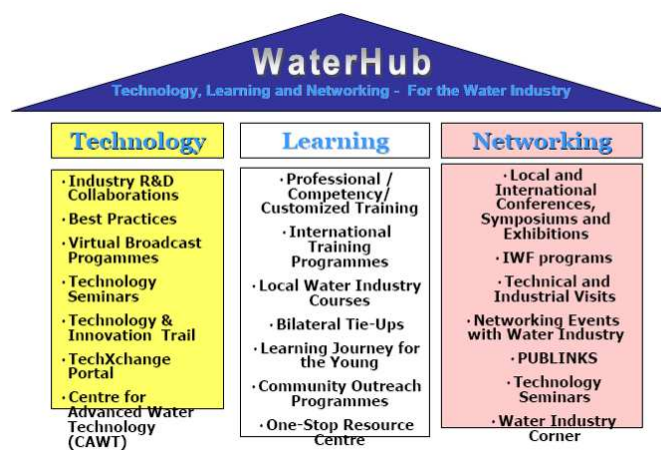 WaterHub
Technology, Learning and Networking - For the Water Industry
Technology
· Industry R&D
Collaborations
· Best Practices
· Virtual Broadcast
Progammes
· Technology
Seminars
· Technology &
Innovation Trail
· TechXchange
Portal
· Centre for
Advanced Water
Technology
(CAWT)
Learning
· Professional /
Competency/
Customized Training
· International
Training
Programmes
· Local Water Industry
Courses
· Bilateral Tie-Ups
· Learning Journey for
the Young
· Community Outreach
Programmes
· One-Stop Resource
Centre
Networking
· Local and
International
Conferences,
Symposiums and
Exhibitions
· IWF programs
· Technical and
Industrial Visits
· Networking Events
with Water Industry
· PUBLINKS
· Technology
Seminars
· Water Industry
Corner